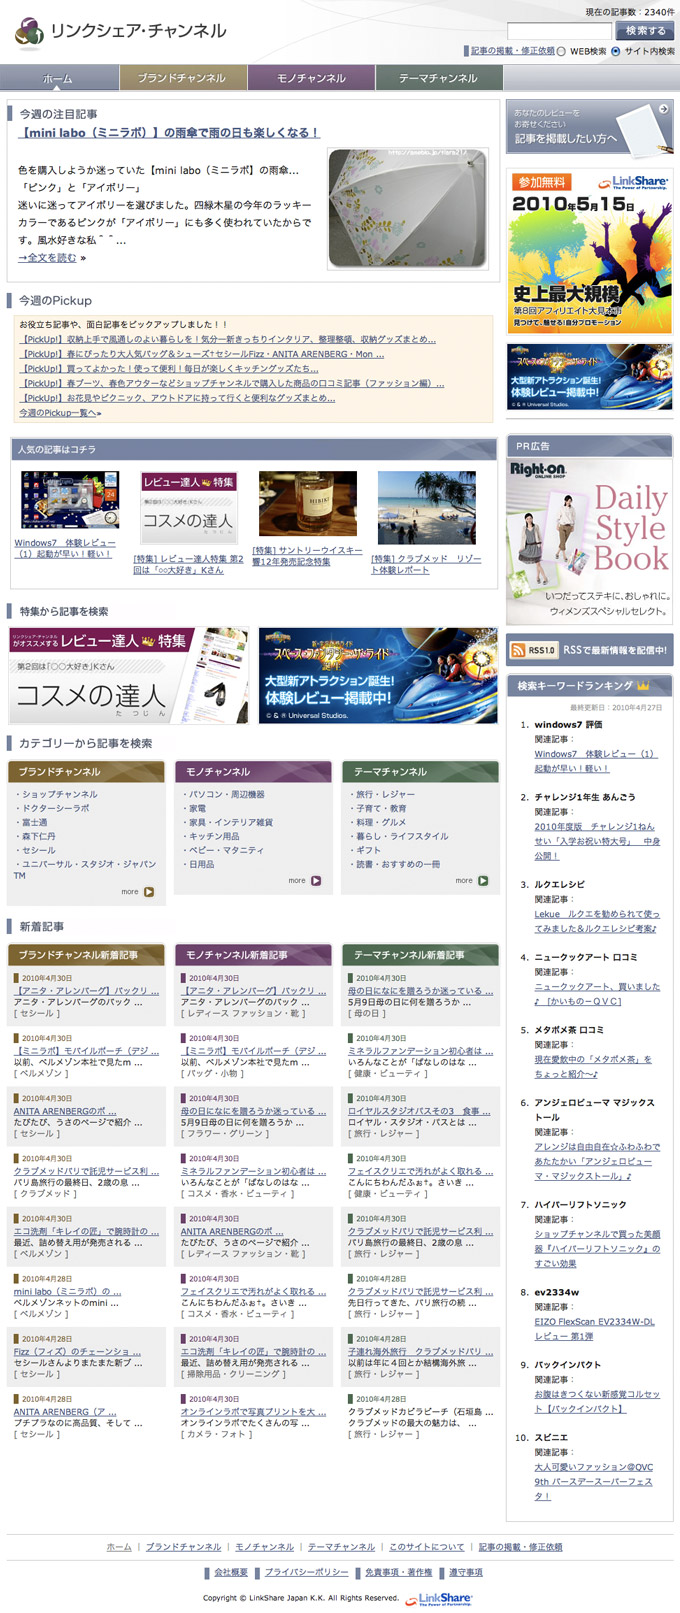 現在の記事数：2340件
リンクシェア・チャンネル
検索する
記事の掲載・修正依頼 WEB検索 サイト内検索
ホーム ブランドチャンネル モノチャンネル テーマチャンネル
今週の注目記事
【mini labo（ミニラボ）】の雨傘で雨の日も楽しくなる！
色を購入しようか迷っていた【mini labo（ミニラボ】の雨傘…
「ピンク」と「アイボリー」
迷いに迷ってアイボリーを選びました。四緑木星の今年のラッキー
カラーであるピンクが「アイボリー」にも多く使われていたからで
す。風水好きな私＾＾…
→全文を読む »
あなたのレビューを
お寄せください
記事を掲載したい方へ
参加無料 LinkShare
The Power of Partnership.
2010年5月15日
史上最大規模
第8回アフィリエイト大見本市
見つけて、魅せる！自分プロモーション
今週のPickup
お役立ち記事や、面白記事をピックアップしました！！
【PickUp!】収納上手で風通しのよい暮らしを！気分一新きっちりインテリア、整理整頓、収納グッズまとめ…
【PickUp!】春にぴったり大人気バッグ＆シューズ†セシールFizz・ANITA ARENBERG・Mon …
【PickUp!】買ってよかった！使って便利！毎日が楽しくキッチングッズたち…
【PickUp!】春ブーツ、春色アウターなどショップチャンネルで購入した商品の口コミ記事（ファッション編）…
【PickUp!】お花見やピクニック、アウトドアに持って行くと便利なグッズまとめ…
今週のPickup一覧へ»
大型新アトラクション誕生！
体験レビュー掲載中！
© & ® Universal Studios.
人気の記事はコチラ
Windows7　体験レビュー
（1）起動が早い！軽い！
レビュー達人 特集
第2回は「○○大好き」Kさん
コスメの達人
[特集] レビュー達人特集 第2
回は「○○大好き」Kさん
HIBIKI
[特集] サントリーウイスキー
響12年発売記念特集
[特集] クラブメッド　リゾー
ト体験レポート
PR広告
Right-on
ONLINE SHOP
Daily
Style
Book
いつだってステキに、おしゃれに。
ウィメンズスペシャルセレクト。
特集から記事を検索
リンクシェア・チャンネル
がオススメする レビュー達人 特集
第2回は「○○大好き」Kさん
コスメの達人
たつじん
スペース・ファンタジー・ザ・ライド
誕生
大型新アトラクション誕生！
体験レビュー掲載中！
© & ® Universal Studios.
RSS1.0 RSSで最新情報を配信中！
カテゴリーから記事を検索
ブランドチャンネル
・ショップチャンネル
・ドクターシーラボ
・富士通
・森下仁丹
・セシール
・ユニバーサル・スタジオ・ジャパン
TM
more
モノチャンネル
・パソコン・周辺機器
・家電
・家具・インテリア雑貨
・キッチン用品
・ベビー・マタニティ
・日用品
more
テーマチャンネル
・旅行・レジャー
・子育て・教育
・料理・グルメ
・暮らし・ライフスタイル
・ギフト
・読書・おすすめの一冊
more
検索キーワードランキング
最終更新日：2010年4月27日
1. windows7 評価
関連記事：
Windows7　体験レビュー（1）
起動が早い！軽い！
2. チャレンジ1年生 あんごう
関連記事：
2010年度版　チャレンジ1ねん
せい「入学お祝い特大号」　中身
公開！
3. ルクエレシピ
関連記事：
Lekue　ルクエを勧められて使っ
てみました＆ルクエレシピ考案♪
4. ニュークックアート 口コミ
関連記事：
ニュークックアート、買いました
♪　[かいもの－ＱＶＣ]
5. メタボメ茶 口コミ
関連記事：
現在愛飲中の「メタボメ茶」を
ちょっと紹介～♪
6. アンジェロピューマ マジックス
トール
関連記事：
アレンジは自由自在☆ふわふわで
あたたかい「アンジェロピュー
マ・マジックストール」♪
7. ハイパーリフトソニック
関連記事：
ショップチャンネルで買った美顔
器『ハイパーリフトソニック』の
すごい効果
8. ev2334w
関連記事：
EIZO FlexScan EV2334W-DL
レビュー 第1弾
9. バックインパクト
関連記事：
お腹はきつくない新感覚コルセッ
ト【バックインパクト】
10. スピニエ
関連記事：
大人可愛いファッション＠QVC
9th バースデースーパーフェス
タ！
新着記事
ブランドチャンネル新着記事
2010年4月30日
【アニタ・アレンバーグ】バックリ …
アニタ・アレンバーグのバック …
[ セシール ]
2010年4月30日
【ミニラボ】モバイルポーチ（デジ …
以前、ベルメゾン本社で見たm …
[ ベルメゾン ]
2010年4月30日
ANITA ARENBERGのボ …
たびたび、うさのページで紹介 …
[ セシール ]
2010年4月30日
クラブメッドバリで託児サービス利 …
バリ島旅行の最終日、2歳の息 …
[ クラブメッド ]
2010年4月30日
エコ洗剤「キレイの匠」で腕時計の …
最近、詰め替え用が発売される …
[ ベルメゾン ]
2010年4月28日
mini labo（ミニラボ）の …
ベルメゾンネットのmini …
[ ベルメゾン ]
2010年4月28日
Fizz（フィズ）のチェーンショ …
セシールさんよりまたまた新ブ …
[ セシール ]
2010年4月28日
ANITA ARENBERG（ア …
プチプラなのに高品質、そして …
[ セシール ]
モノチャンネル新着記事
2010年4月30日
【アニタ・アレンバーグ】バックリ …
アニタ・アレンバーグのバック …
[ レディース ファッション・靴 ]
2010年4月30日
【ミニラボ】モバイルポーチ（デジ …
以前、ベルメゾン本社で見たm …
[ バッグ・小物 ]
2010年4月30日
母の日になにを贈ろうか迷っている …
5月9日母の日に何を贈ろうか …
[ フラワー・グリーン ]
2010年4月30日
ミネラルファンデーション初心者は …
いろんなことが「ばなしのはな …
[ コスメ・香水・ビューティ ]
2010年4月30日
ANITA ARENBERGのボ …
たびたび、うさのページで紹介 …
[ レディース ファッション・靴 ]
2010年4月30日
フェイスクリエで汚れがよく取れる …
こんにちわんだふぉ†。さいき …
[ コスメ・香水・ビューティ ]
2010年4月30日
エコ洗剤「キレイの匠」で腕時計の …
最近、詰め替え用が発売される …
[ 掃除用品・クリーニング ]
2010年4月30日
オンラインラボで写真プリントを大 …
オンラインラボでたくさんの写 …
[ カメラ・フォト ]
テーマチャンネル新着記事
2010年4月30日
母の日になにを贈ろうか迷っている …
5月9日母の日に何を贈ろうか …
[ 母の日 ]
2010年4月30日
ミネラルファンデーション初心者は …
いろんなことが「ばなしのはな …
[ 健康・ビューティ ]
2010年4月30日
ロイヤルスタジオパスその3　食事 …
ロイヤル・スタジオ・パスとは …
[ 旅行・レジャー ]
2010年4月30日
フェイスクリエで汚れがよく取れる …
こんにちわんだふぉ†。さいき …
[ 健康・ビューティ ]
2010年4月30日
クラブメッドバリで託児サービス利 …
バリ島旅行の最終日、2歳の息 …
[ 旅行・レジャー ]
2010年4月28日
クラブメッドバリで託児サービス利 …
先日行ってきた、バリ旅行の続 …
[ 旅行・レジャー ]
2010年4月28日
子連れ海外旅行　クラブメッドバリ …
以前は年に４回とか結構海外旅 …
[ 旅行・レジャー ]
2010年4月28日
クラブメッドカビラビーチ（石垣島 …
クラブメッドの最大の魅力は、 …
[ 旅行・レジャー ]
ホーム | ブランドチャンネル | モノチャンネル | テーマチャンネル | このサイトについて | 記事の掲載・修正依頼
会社概要 プライバシーポリシー 免責事項・著作権 遵守事項
Copyright © LinkShare Japan K.K. All Rights Reserved. LinkShare
The Power of Partnership.